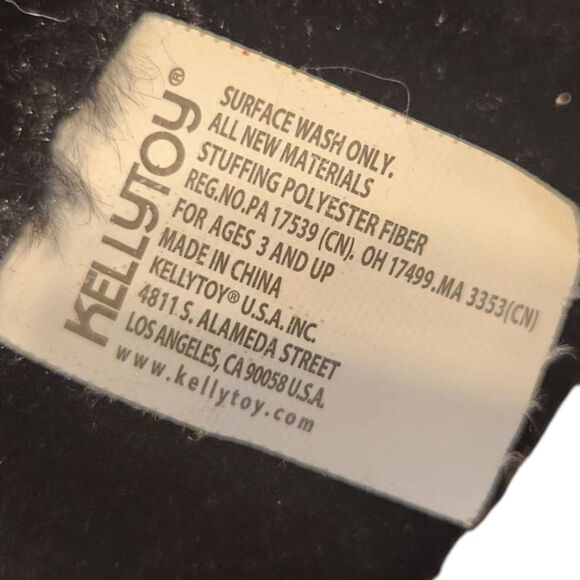 KELLYTOY®
SURFACE WASH ONLY.
ALL NEW MATERIALS
STUFFING POLYESTER FIBER
REG.NO.PA 17539 (CN). OH 17499.MA 3353(CN)
FOR AGES 3 AND UP
MADE IN CHINA
KELLYTOY® U.S.A. INC.
4811 S. ALAMEDA STREET
LOS ANGELES, CA 90058 U.S.A.
www.kellytoy.com